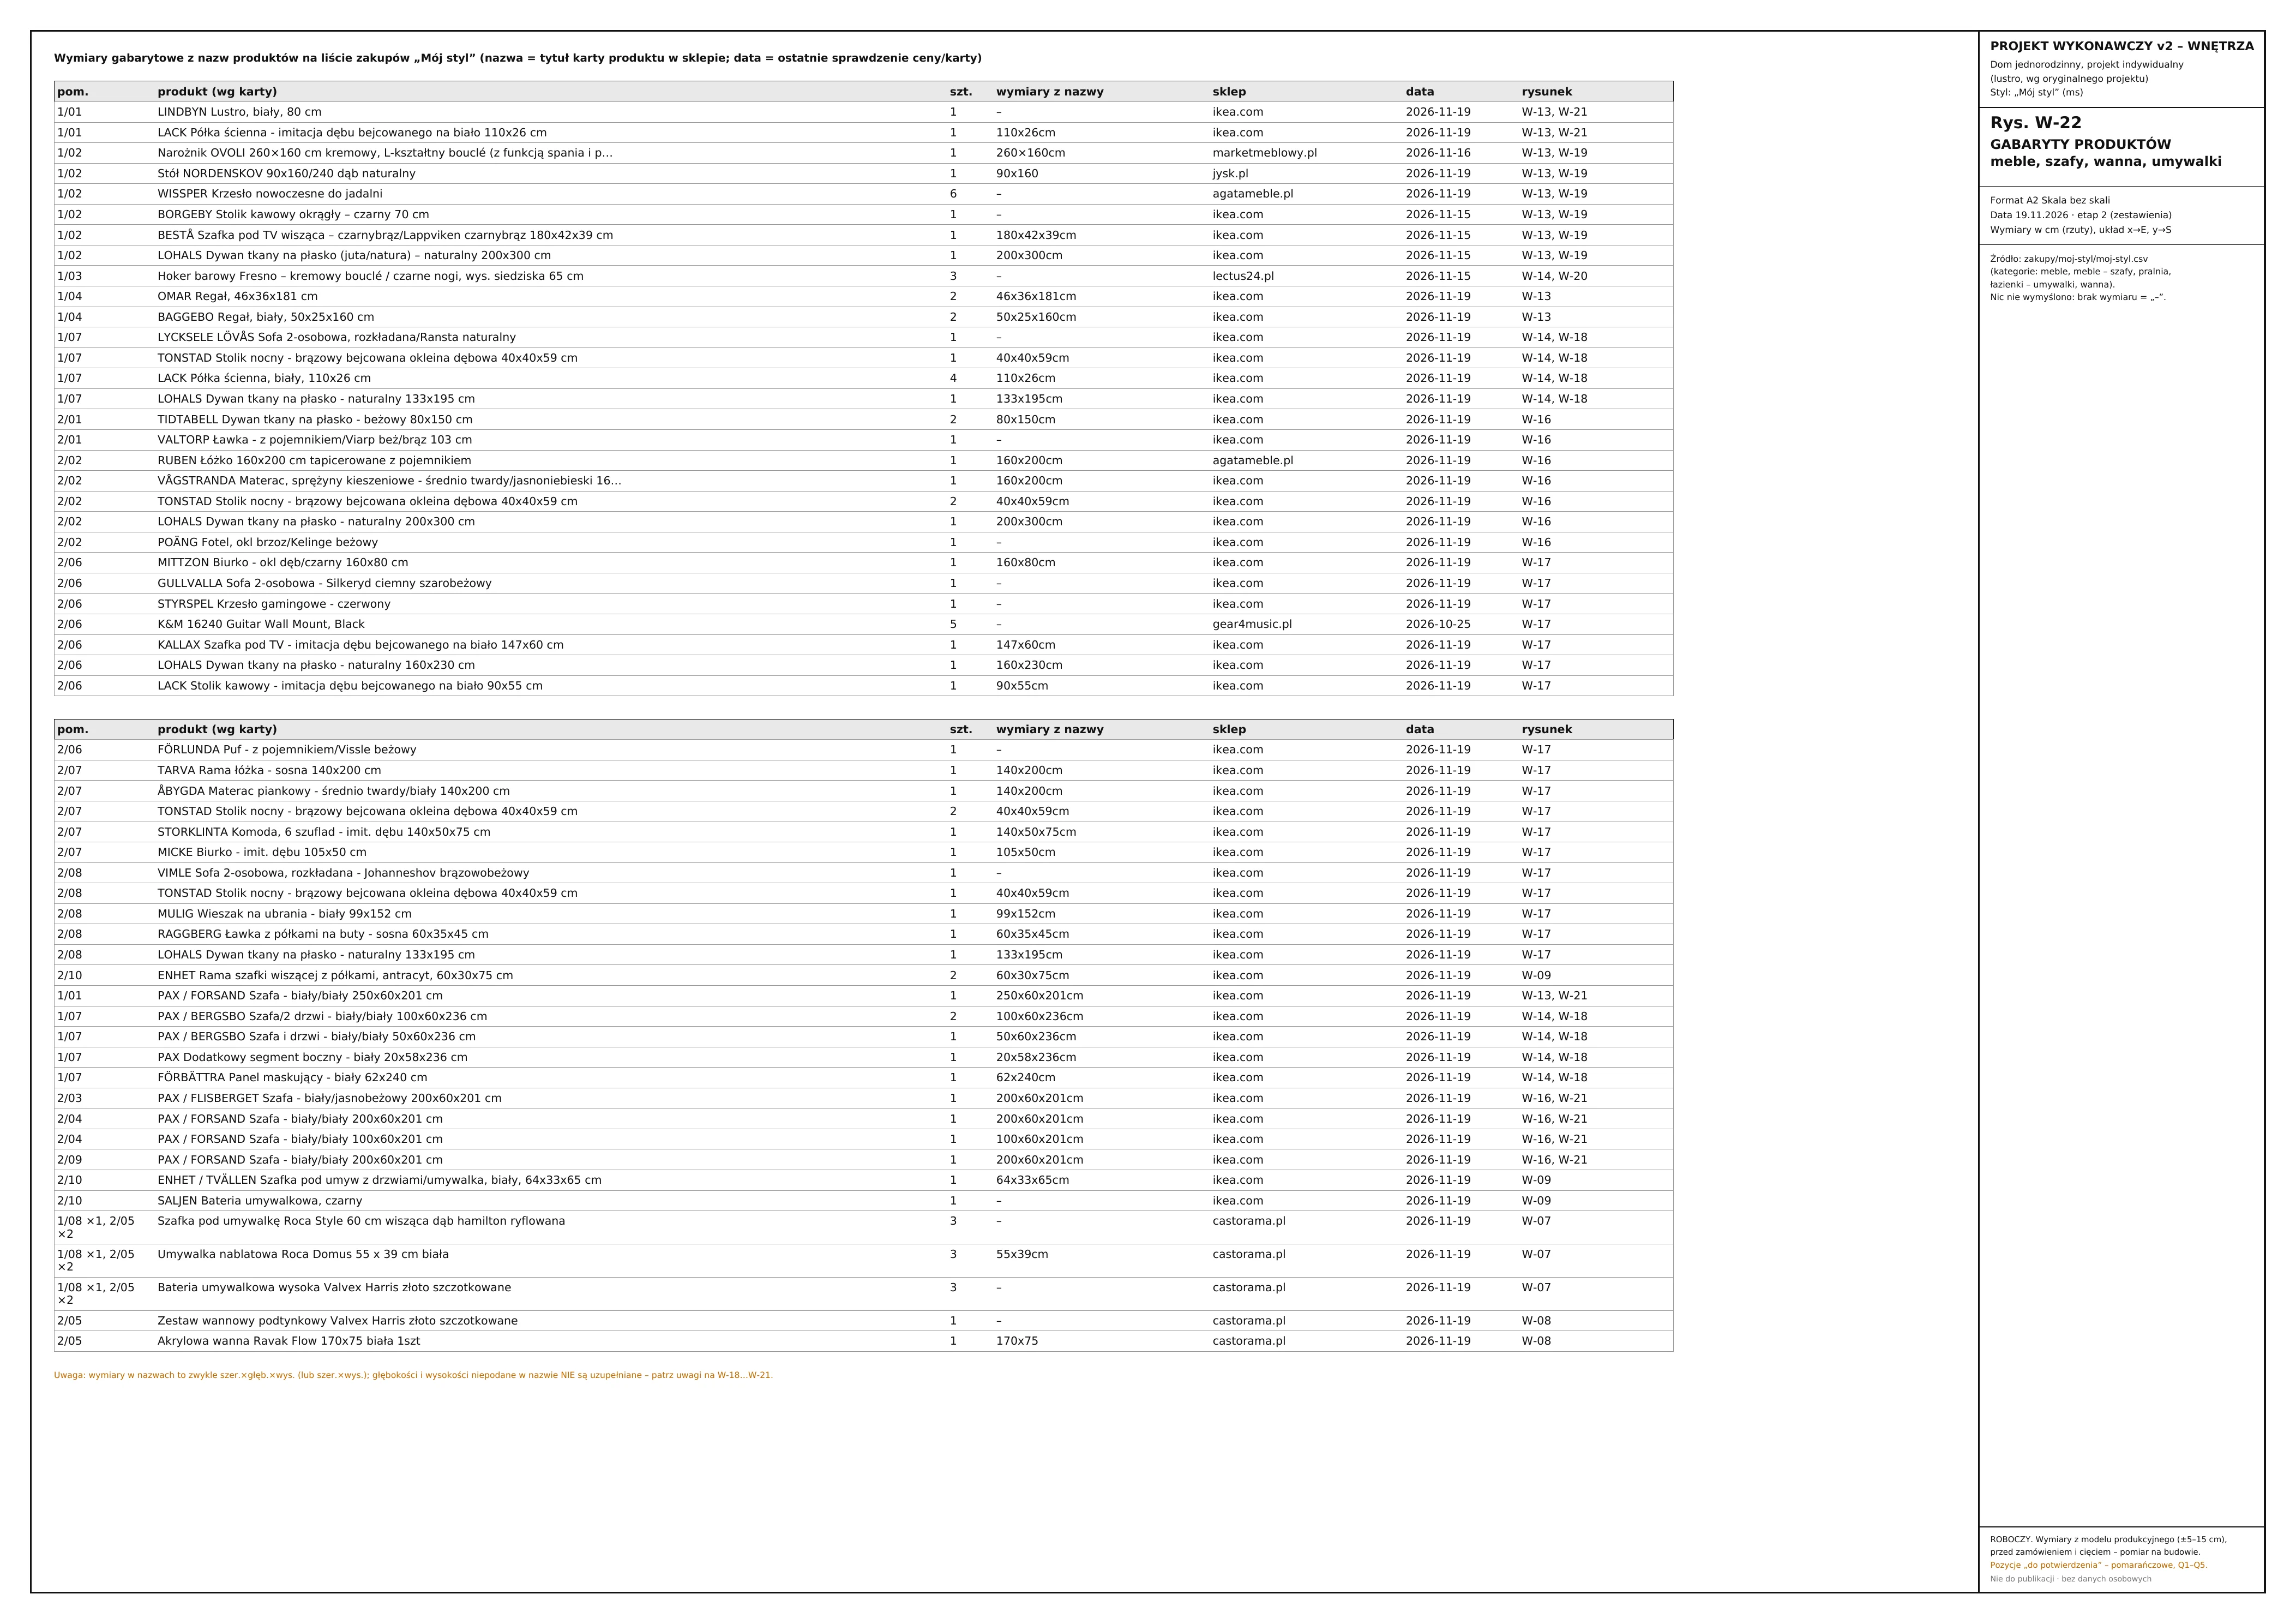 Wymiary gabarytowe z nazw produktów na liście zakupów „Mój styl” (nazwa = tytuł karty produktu w sklepie; data = ostatnie sprawdzenie ceny/karty)
pom. produkt (wg karty) szt. wymiary z nazwy sklep data rysunek
1/01 LINDBYN Lustro, biały, 80 cm 1 – ikea.com 2026-11-19 W-13, W-21
1/01 LACK Półka ścienna - imitacja dębu bejcowanego na biało 110x26 cm 1 110x26cm ikea.com 2026-11-19 W-13, W-21
1/02 Narożnik OVOLI 260×160 cm kremowy, L-kształtny bouclé (z funkcją spania i p... 1 260×160cm marketmeblowy.pl 2026-11-16 W-13, W-19
1/02 Stół NORDENSKOV 90x160/240 dąb naturalny 1 90x160 jysk.pl 2026-11-19 W-13, W-19
1/02 WISSPER Krzesło nowoczesne do jadalni 6 – agatameble.pl 2026-11-19 W-13, W-19
1/02 BORGEBY Stolik kawowy okrągły – czarny 70 cm 1 – ikea.com 2026-11-15 W-13, W-19
1/02 BESTÅ Szafka pod TV wisząca – czarnybrąz/Lappviken czarnybrąz 180x42x39 cm 1 180x42x39cm ikea.com 2026-11-15 W-13, W-19
1/02 LOHALS Dywan tkany na płasko (juta/natura) – naturalny 200x300 cm 1 200x300cm ikea.com 2026-11-15 W-13, W-19
1/03 Hoker barowy Fresno – kremowy bouclé / czarne nogi, wys. siedziska 65 cm 3 – lectus24.pl 2026-11-15 W-14, W-20
1/04 OMAR Regał, 46x36x181 cm 2 46x36x181cm ikea.com 2026-11-19 W-13
1/04 BAGGEBO Regał, biały, 50x25x160 cm 2 50x25x160cm ikea.com 2026-11-19 W-13
1/07 LYCKSELE LÖVÅS Sofa 2-osobowa, rozkładana/Ransta naturalny 1 – ikea.com 2026-11-19 W-14, W-18
1/07 TONSTAD Stolik nocny - brązowy bejcowana okleina dębowa 40x40x59 cm 1 40x40x59cm ikea.com 2026-11-19 W-14, W-18
1/07 LACK Półka ścienna, biały, 110x26 cm 4 110x26cm ikea.com 2026-11-19 W-14, W-18
1/07 LOHALS Dywan tkany na płasko - naturalny 133x195 cm 1 133x195cm ikea.com 2026-11-19 W-14, W-18
2/01 TIDTABELL Dywan tkany na płasko - beżowy 80x150 cm 2 80x150cm ikea.com 2026-11-19 W-16
2/01 VALTORP Ławka - z pojemnikiem/Viarp beż/brąz 103 cm 1 – ikea.com 2026-11-19 W-16
2/02 RUBEN Łóżko 160x200 cm tapicerowane z pojemnikiem 1 160x200cm agatameble.pl 2026-11-19 W-16
2/02 VÅGSTRANDA Materac, sprężyny kieszeniowe - średnio twardy/jasnoniebieski 16... 1 160x200cm ikea.com 2026-11-19 W-16
2/02 TONSTAD Stolik nocny - brązowy bejcowana okleina dębowa 40x40x59 cm 2 40x40x59cm ikea.com 2026-11-19 W-16
2/02 LOHALS Dywan tkany na płasko - naturalny 200x300 cm 1 200x300cm ikea.com 2026-11-19 W-16
2/02 POÄNG Fotel, okl brzoz/Kelinge beżowy 1 – ikea.com 2026-11-19 W-16
2/06 MITTZON Biurko - okl dęb/czarny 160x80 cm 1 160x80cm ikea.com 2026-11-19 W-17
2/06 GULLVALLA Sofa 2-osobowa - Silkeryd ciemny szarobeżowy 1 – ikea.com 2026-11-19 W-17
2/06 STYRSPEL Krzesło gamingowe - czerwony 1 – ikea.com 2026-11-19 W-17
2/06 K&M 16240 Guitar Wall Mount, Black 5 – gear4music.pl 2026-10-25 W-17
2/06 KALLAX Szafka pod TV - imitacja dębu bejcowanego na biało 147x60 cm 1 147x60cm ikea.com 2026-11-19 W-17
2/06 LOHALS Dywan tkany na płasko - naturalny 160x230 cm 1 160x230cm ikea.com 2026-11-19 W-17
2/06 LACK Stolik kawowy - imitacja dębu bejcowanego na biało 90x55 cm 1 90x55cm ikea.com 2026-11-19 W-17
pom. produkt (wg karty) szt. wymiary z nazwy sklep data rysunek
2/06 FÖRLUNDA Puf - z pojemnikiem/Vissle beżowy 1 – ikea.com 2026-11-19 W-17
2/07 TARVA Rama łóżka - sosna 140x200 cm 1 140x200cm ikea.com 2026-11-19 W-17
2/07 ÅBYGDA Materac piankowy - średnio twardy/biały 140x200 cm 1 140x200cm ikea.com 2026-11-19 W-17
2/07 TONSTAD Stolik nocny - brązowy bejcowana okleina dębowa 40x40x59 cm 2 40x40x59cm ikea.com 2026-11-19 W-17
2/07 STORKLINTA Komoda, 6 szuflad - imit. dębu 140x50x75 cm 1 140x50x75cm ikea.com 2026-11-19 W-17
2/07 MICKE Biurko - imit. dębu 105x50 cm 1 105x50cm ikea.com 2026-11-19 W-17
2/08 VIMLE Sofa 2-osobowa, rozkładana - Johanneshov brązowobeżowy 1 – ikea.com 2026-11-19 W-17
2/08 TONSTAD Stolik nocny - brązowy bejcowana okleina dębowa 40x40x59 cm 1 40x40x59cm ikea.com 2026-11-19 W-17
2/08 MULIG Wieszak na ubrania - biały 99x152 cm 1 99x152cm ikea.com 2026-11-19 W-17
2/08 RAGGBERG Ławka z półkami na buty - sosna 60x35x45 cm 1 60x35x45cm ikea.com 2026-11-19 W-17
2/08 LOHALS Dywan tkany na płasko - naturalny 133x195 cm 1 133x195cm ikea.com 2026-11-19 W-17
2/10 ENHET Rama szafki wiszącej z półkami, antracyt, 60x30x75 cm 2 60x30x75cm ikea.com 2026-11-19 W-09
1/01 PAX / FORSAND Szafa - biały/biały 250x60x201 cm 1 250x60x201cm ikea.com 2026-11-19 W-13, W-21
1/07 PAX / BERGSBO Szafa/2 drzwi - biały/biały 100x60x236 cm 2 100x60x236cm ikea.com 2026-11-19 W-14, W-18
1/07 PAX / BERGSBO Szafa i drzwi - biały/biały 50x60x236 cm 1 50x60x236cm ikea.com 2026-11-19 W-14, W-18
1/07 PAX Dodatkowy segment boczny - biały 20x58x236 cm 1 20x58x236cm ikea.com 2026-11-19 W-14, W-18
1/07 FÖRBÄTTRA Panel maskujący - biały 62x240 cm 1 62x240cm ikea.com 2026-11-19 W-14, W-18
2/03 PAX / FLISBERGET Szafa - biały/jasnobeżowy 200x60x201 cm 1 200x60x201cm ikea.com 2026-11-19 W-16, W-21
2/04 PAX / FORSAND Szafa - biały/biały 200x60x201 cm 1 200x60x201cm ikea.com 2026-11-19 W-16, W-21
2/04 PAX / FORSAND Szafa - biały/biały 100x60x201 cm 1 100x60x201cm ikea.com 2026-11-19 W-16, W-21
2/09 PAX / FORSAND Szafa - biały/biały 200x60x201 cm 1 200x60x201cm ikea.com 2026-11-19 W-16, W-21
2/10 ENHET / TVÄLLEN Szafka pod umyw z drzwiami/umywalka, biały, 64x33x65 cm 1 64x33x65cm ikea.com 2026-11-19 W-09
2/10 SALJEN Bateria umywalkowa, czarny 1 – ikea.com 2026-11-19 W-09
1/08 ×1, 2/05 Szafka pod umywalkę Roca Style 60 cm wisząca dąb hamilton ryflowana 3 – castorama.pl 2026-11-19 W-07
×2
1/08 ×1, 2/05 Umywalka nablatowa Roca Domus 55 x 39 cm biała 3 55x39cm castorama.pl 2026-11-19 W-07
×2
1/08 ×1, 2/05 Bateria umywalkowa wysoka Valvex Harris złoto szczotkowane 3 – castorama.pl 2026-11-19 W-07
×2
2/05 Zestaw wannowy podtynkowy Valvex Harris złoto szczotkowane 1 – castorama.pl 2026-11-19 W-08
2/05 Akrylowa wanna Ravak Flow 170x75 biała 1szt 1 170x75 castorama.pl 2026-11-19 W-08
Uwaga: wymiary w nazwach to zwykle szer.×głęb.×wys. (lub szer.×wys.); głębokości i wysokości niepodane w nazwie NIE są uzupełniane – patrz uwagi na W-18...W-21.
PROJEKT WYKONAWCZY v2 – WNĘTRZA
Dom jednorodzinny, projekt indywidualny
(lustro, wg oryginalnego projektu)
Styl: „Mój styl” (ms)
Rys. W-22
GABARYTY PRODUKTÓW
meble, szafy, wanna, umywalki
Format A2 Skala bez skali
Data 19.11.2026 · etap 2 (zestawienia)
Wymiary w cm (rzuty), układ x→E, y→S
Źródło: zakupy/moj-styl/moj-styl.csv
(kategorie: meble, meble – szafy, pralnia,
łazienki – umywalki, wanna).
Nic nie wymyślono: brak wymiaru = „–”.
ROBOCZY. Wymiary z modelu produkcyjnego (±5–15 cm),
przed zamówieniem i cięciem – pomiar na budowie.
Pozycje „do potwierdzenia” – pomarańczowe, Q1–Q5.
Nie do publikacji · bez danych osobowych